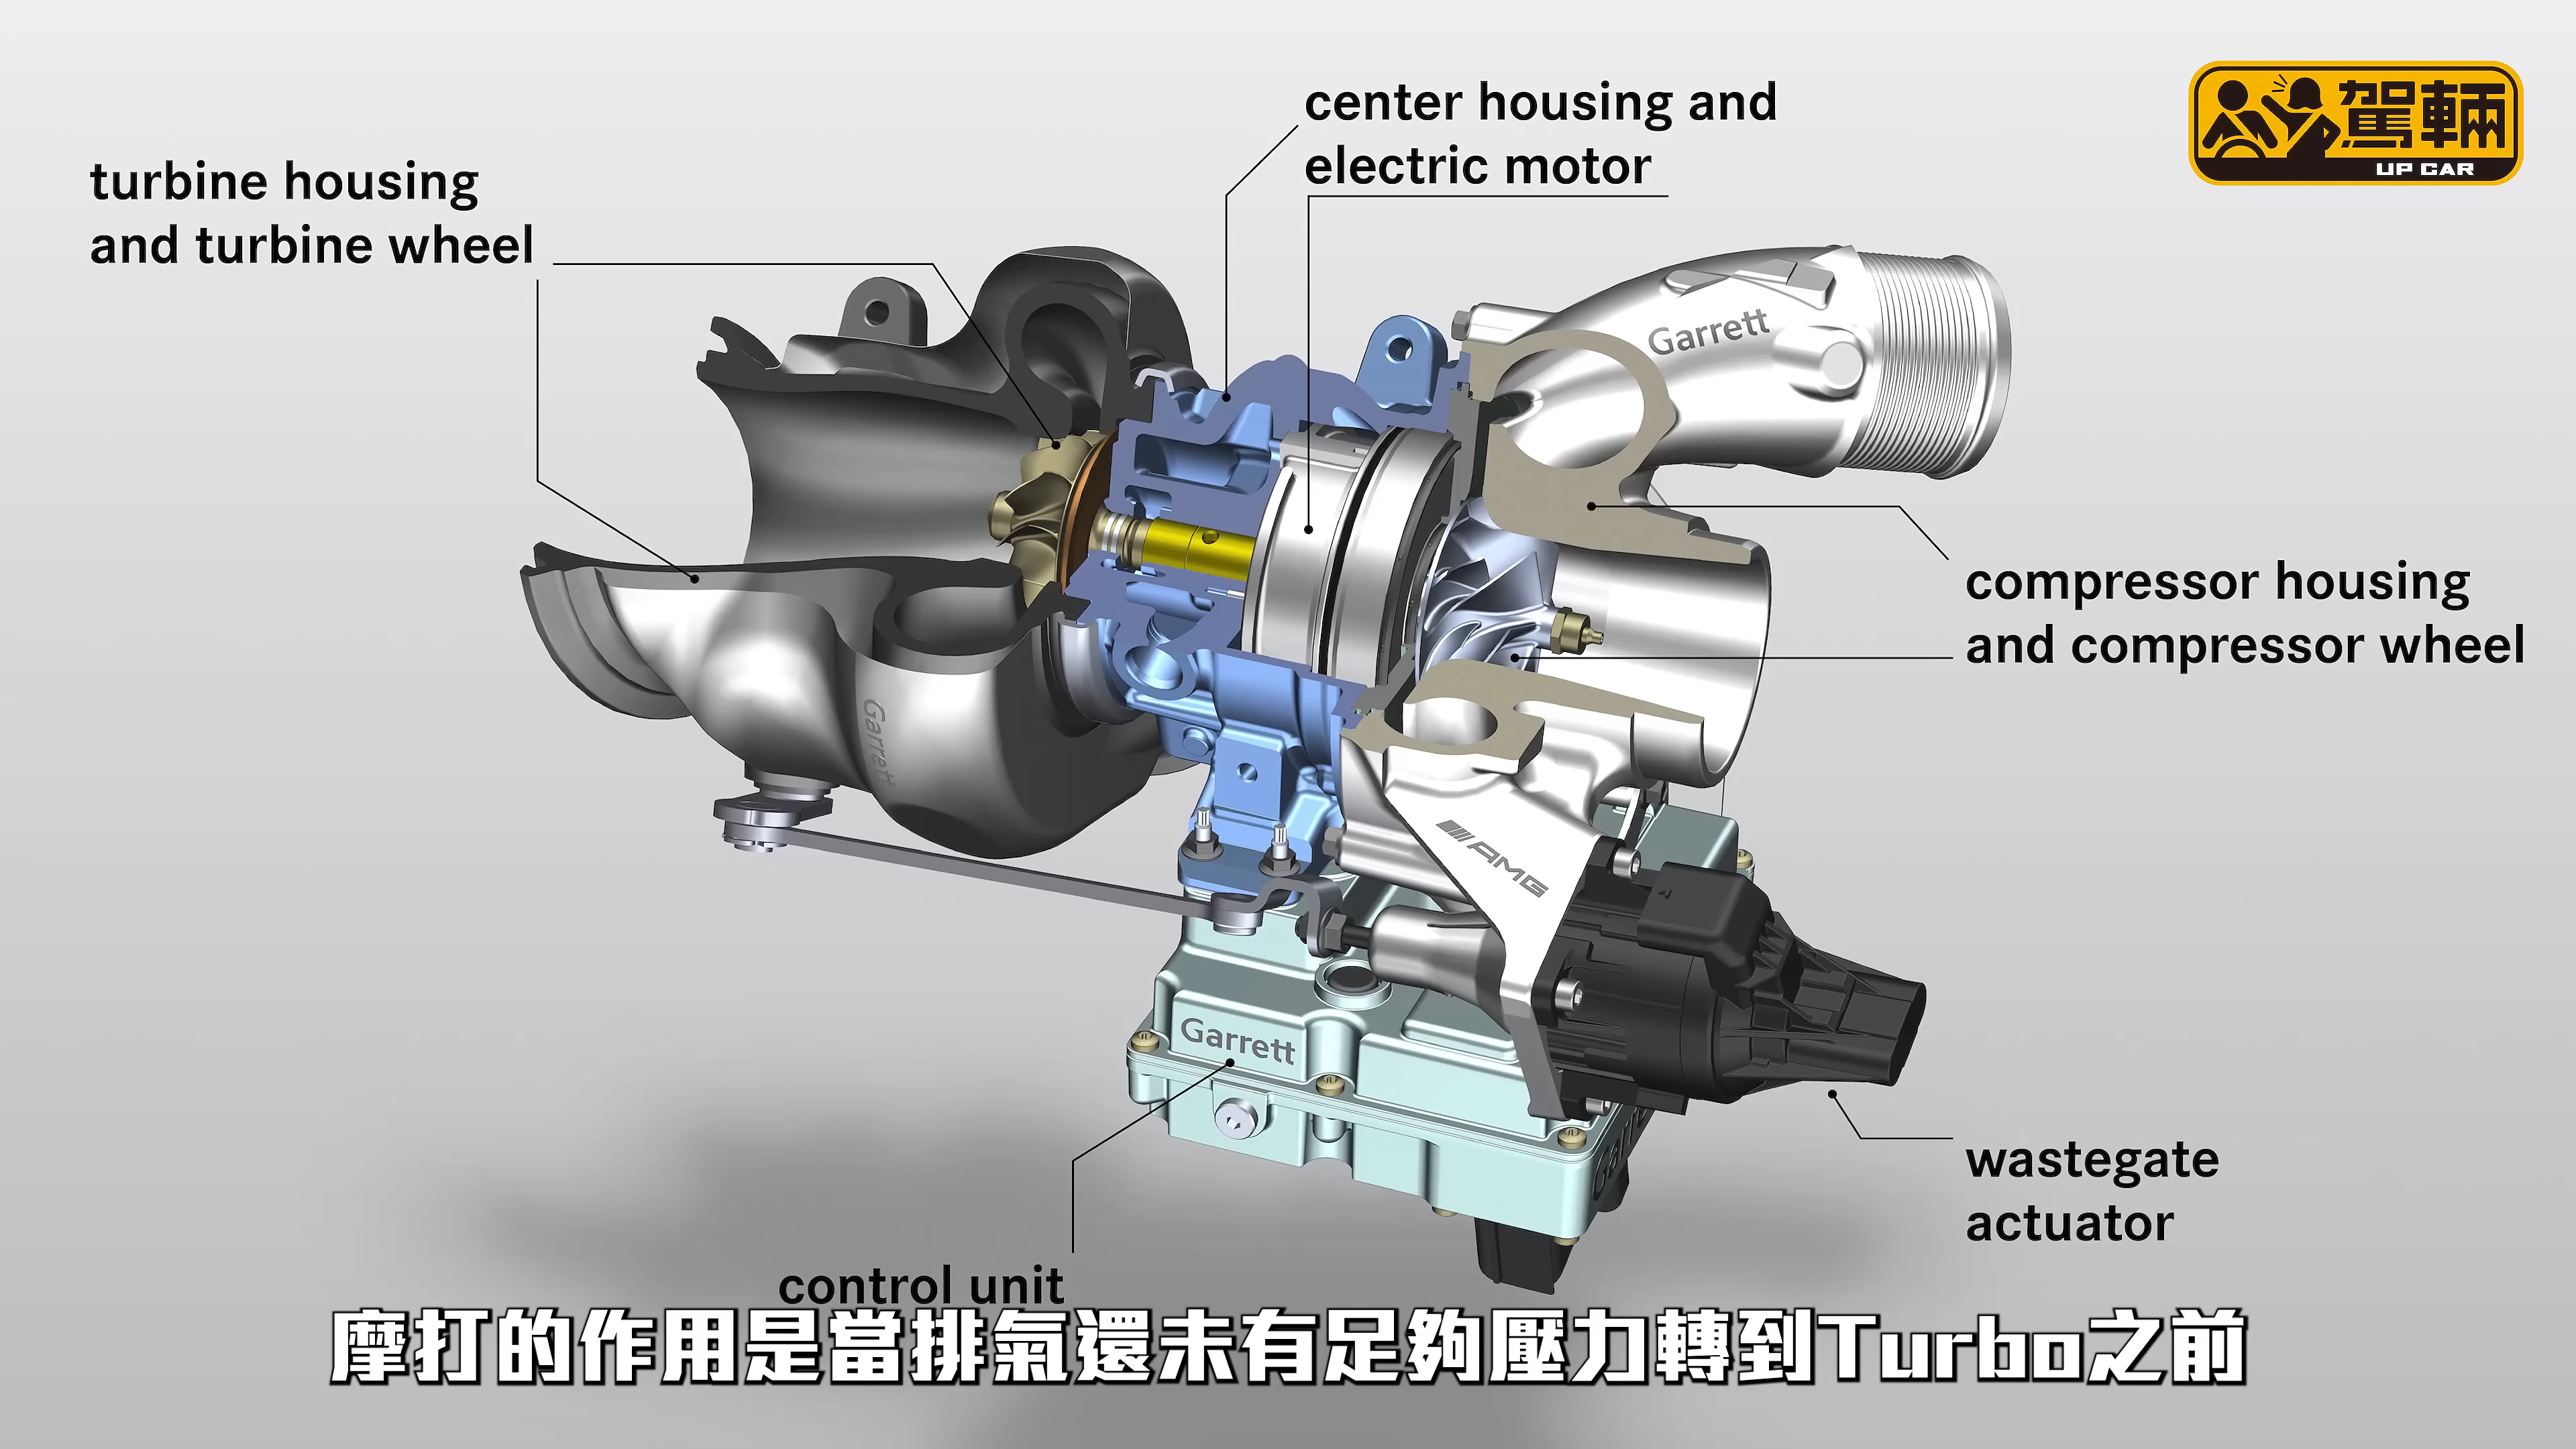 center housing and
electric motor
駕輛
UP CAR
turbine housing
and turbine wheel
Garrett
compressor housing
and compressor wheel
Garrett
AMG
Garrett
wastegate
actuator
control unit
摩打的作用是當排氣還未有足夠壓力轉到Turbo之前